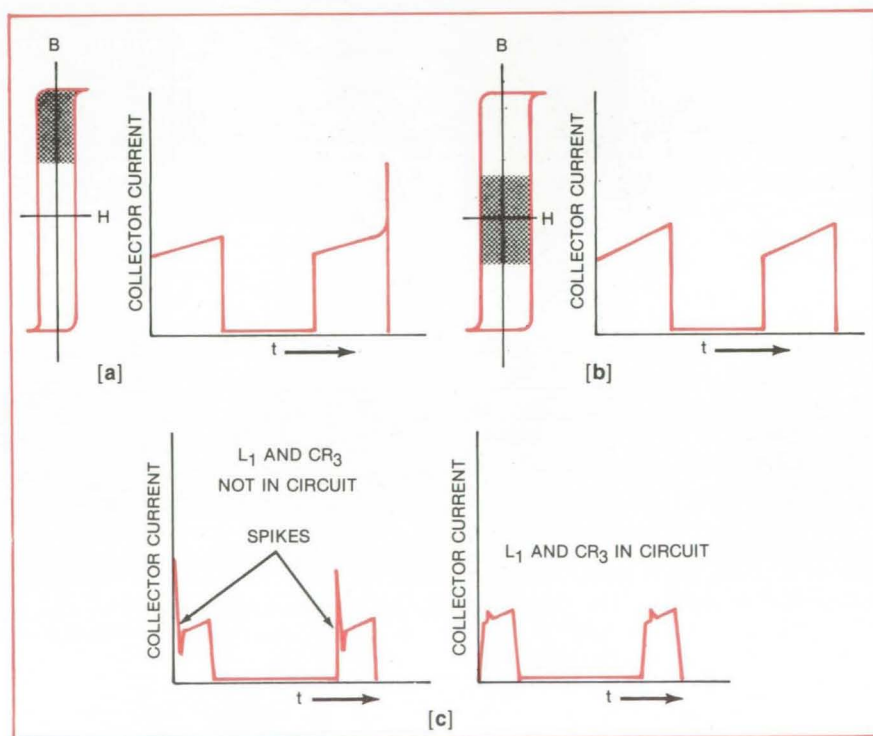 B
COLLECTOR CURRENT
H
t
[a]
B
COLLECTOR CURRENT
H
t
[b]
COLLECTOR CURRENT
L1 AND CR3
NOT IN CIRCUIT
SPIKES
t
COLLECTOR CURRENT
L1 AND CR3 IN CIRCUIT
t
[c]